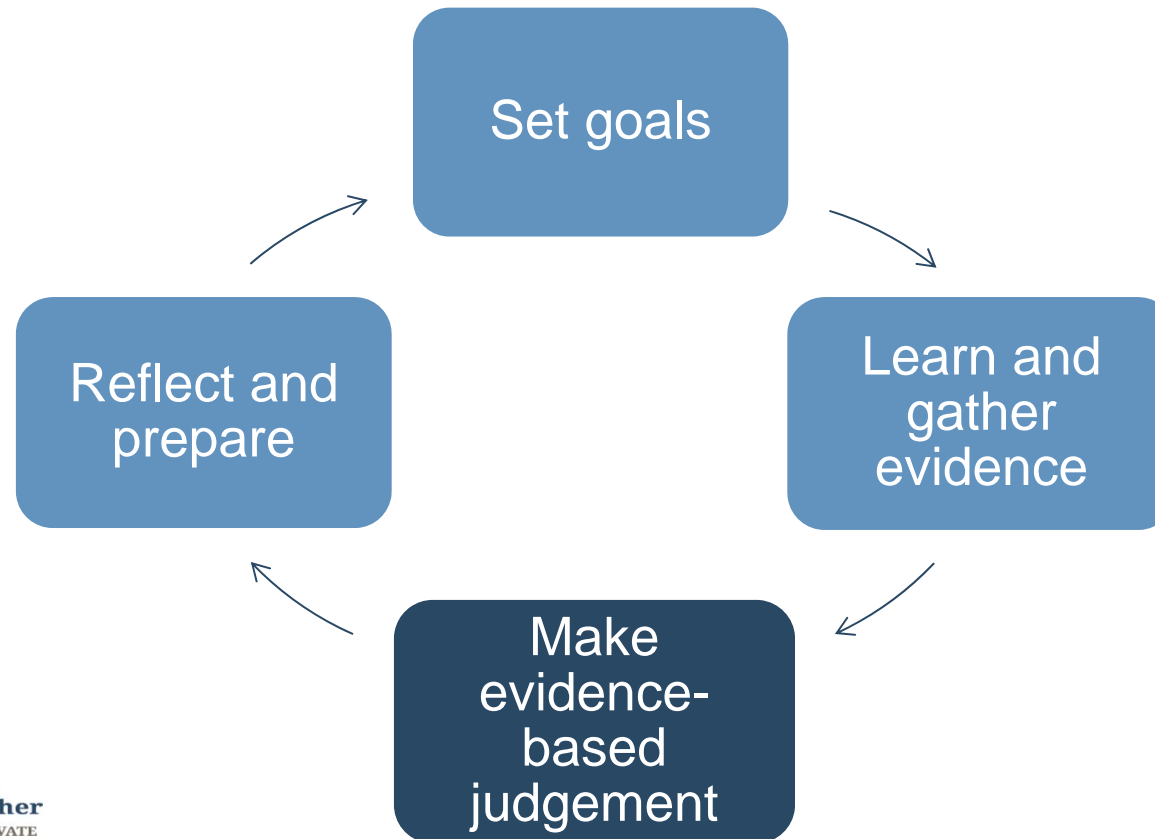 Set goals
Learn and
gather
evidence
Make
evidence-
based
judgement
Reflect and
prepare